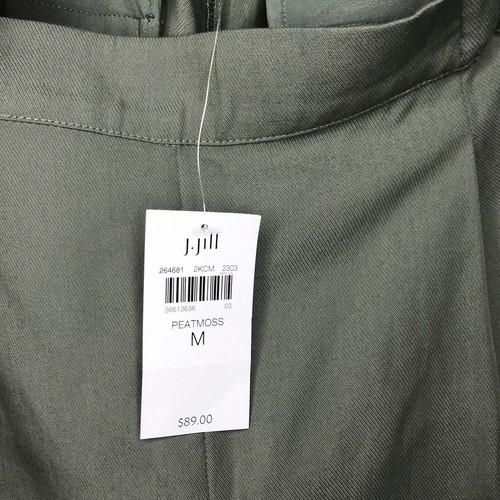 J.Jill
264681 2KCM 2303
56613636 03
PEATMOSS
M
$89.00